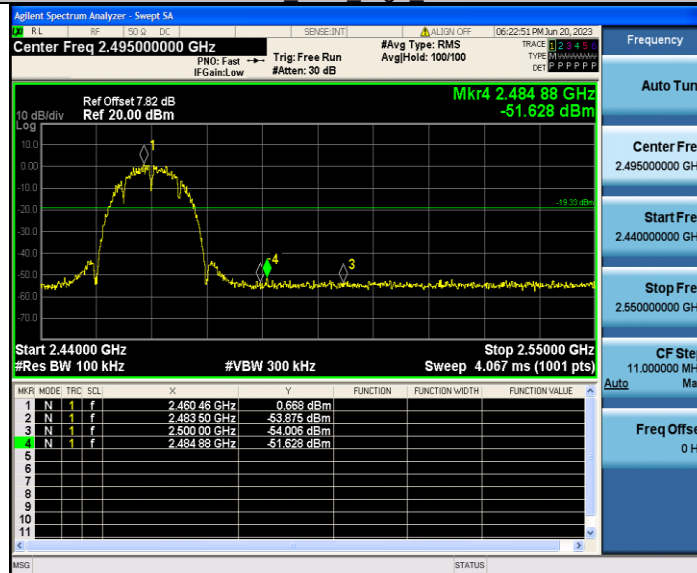 Agilent Spectrum Analyzer - Swept SA
RL RF 50 Ω DC SENSE:INT ALIGN OFF 06:22:51 PM Jun 20, 2023
Center Freq 2.495000000 GHz
#Avg Type: RMS
TRACE 1 2 3 4 5 6
PNO: Fast Trig: Free Run Avg|Hold: 100/100
TYPE M
IFGain:Low #Atten: 30 dB
DET P P P P P P
Mkr4 2.484 88 GHz
-51.628 dBm
Ref Offset 7.82 dB
10 dB/div Ref 20.00 dBm
Log
10.0
0.00
-10.0
-20.0
-30.0
-40.0
-50.0
-60.0
-70.0
1
-19.33 dBm
4
3
Start 2.44000 GHz Stop 2.55000 GHz
#Res BW 100 kHz #VBW 300 kHz Sweep 4.067 ms (1001 pts)
MKR MODE TRC SCL X Y FUNCTION FUNCTION WIDTH FUNCTION VALUE
1 N 1 f 2.460 46 GHz 0.668 dBm
2 N 1 f 2.483 50 GHz -53.875 dBm
3 N 1 f 2.500 00 GHz -54.006 dBm
4 N 1 f 2.484 88 GHz -51.628 dBm
5
6
7
8
9
10
11
MSG STATUS
Frequency
Auto Tun
Center Fre
2.495000000 GH
Start Fre
2.440000000 GH
Stop Fre
2.550000000 GH
CF Step
11.000000 MH
Auto Ma
Freq Offse
0 H